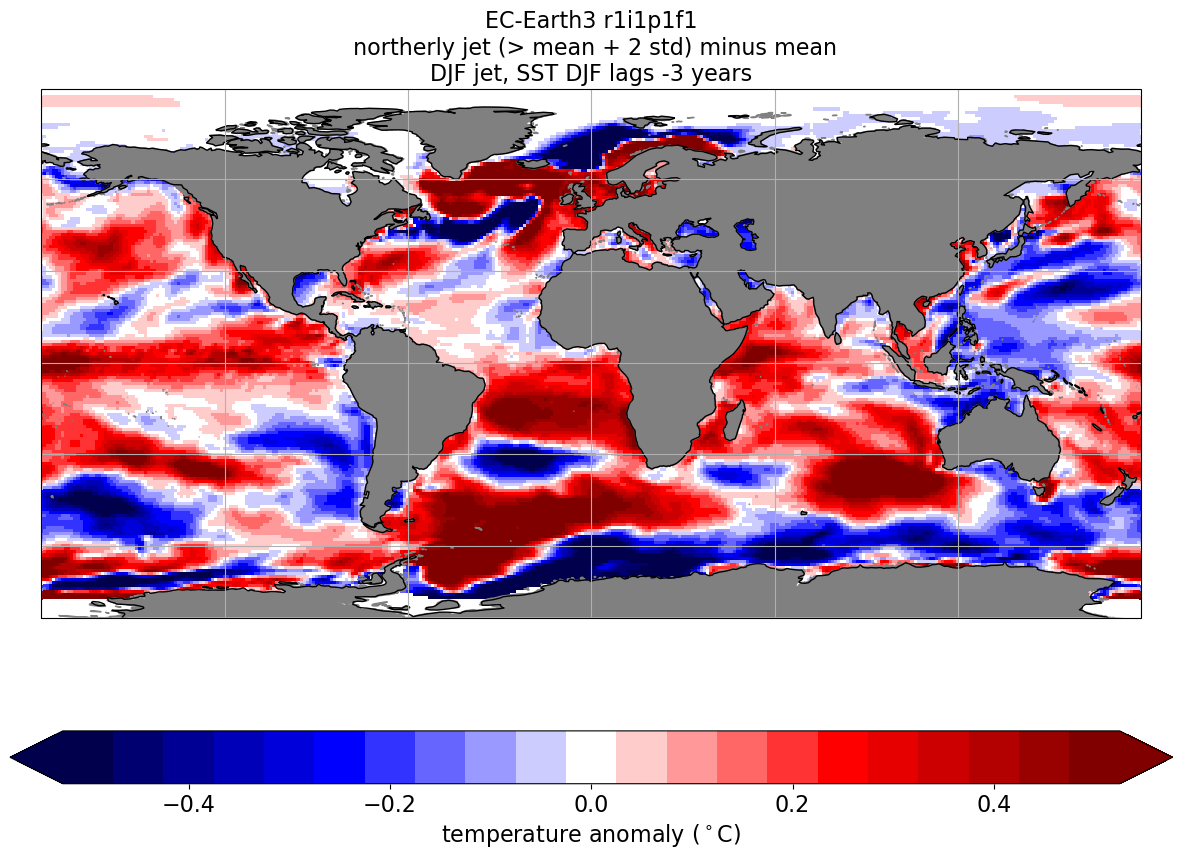 EC-Earth3 r1i1p1f1
northerly jet (> mean + 2 std) minus mean
DJF jet, SST DJF lags -3 years
−0.4 −0.2 0.0 0.2 0.4
temperature anomaly (°C)